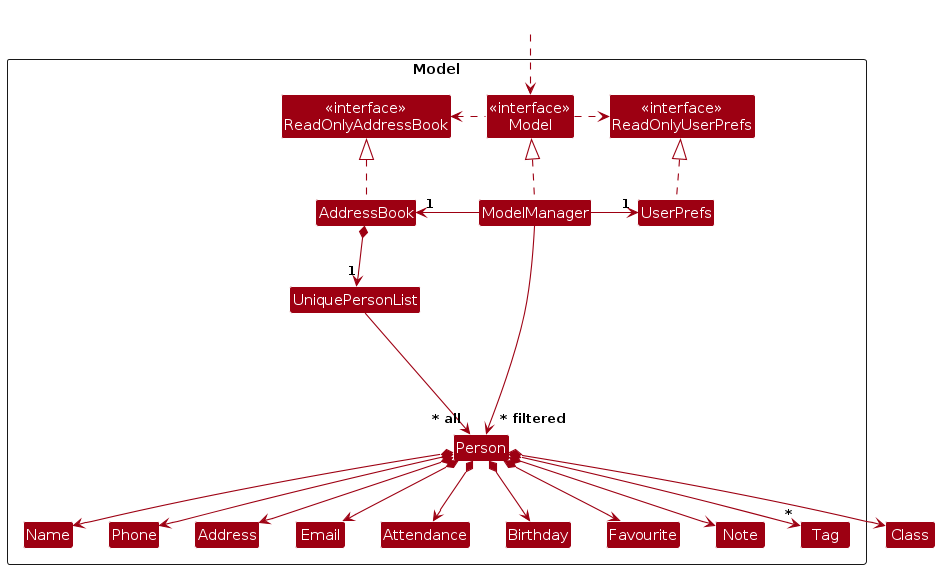 Model
«interface»
ReadOnlyAddressBook
«interface»
Model
«interface»
ReadOnlyUserPrefs
AddressBook
1
ModelManager
1
UserPrefs
1
UniquePersonList
* all
* filtered
Person
*
Name
Phone
Address
Email
Attendance
Birthday
Favourite
Note
Tag
Class